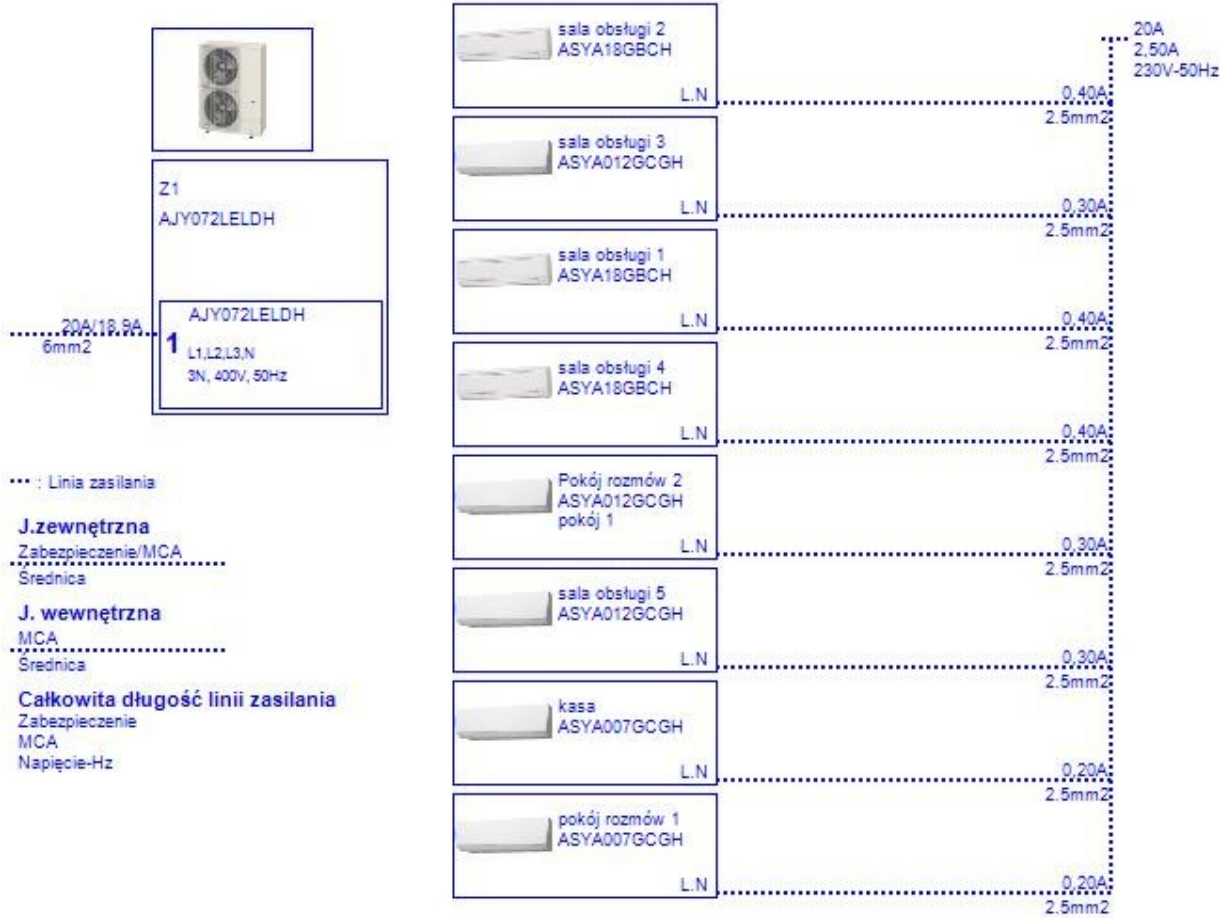 Z1
AJY072LELDH
AJY072LELDH
1
L1,L2,L3,N
3N, 400V, 50Hz
20A/18.9A
6mm2
••• : Linia zasilania
J.zewnętrzna
Zabezpieczenie/MCA
Średnica
J. wewnętrzna
MCA
Średnica
Całkowita długość linii zasilania
Zabezpieczenie
MCA
Napięcie-Hz
sala obsługi 2
ASYA18GBCH
L.N
0,40A
2.5mm2
sala obsługi 3
ASYA012GCGH
L.N
0,30A
2.5mm2
sala obsługi 1
ASYA18GBCH
L.N
0,40A
2.5mm2
sala obsługi 4
ASYA18GBCH
L.N
0,40A
2.5mm2
Pokój rozmów 2
ASYA012GCGH
pokój 1
L.N
0,30A
2.5mm2
sala obsługi 5
ASYA012GCGH
L.N
0,30A
2.5mm2
kasa
ASYA007GCGH
L.N
0,20A
2.5mm2
pokój rozmów 1
ASYA007GCGH
L.N
0,20A
2.5mm2
20A
2,50A
230V-50Hz